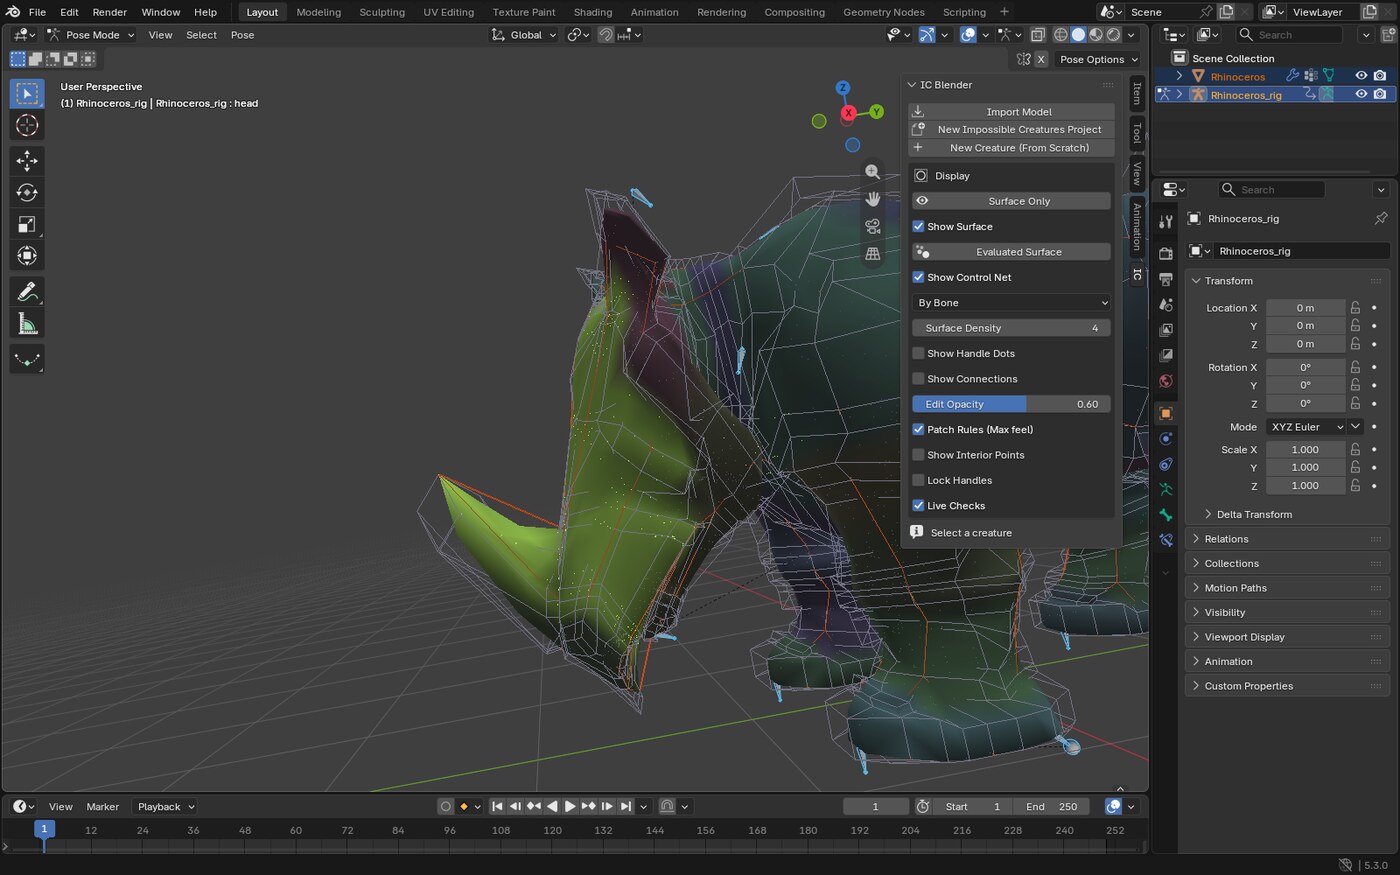 File Edit Render Window Help Layout Modeling Sculpting UV Editing Texture Paint Shading Animation Rendering Compositing Geometry Nodes Scripting + Scene ViewLayer
Pose Mode View Select Pose Global Search
X Pose Options
User Perspective
(1) Rhinoceros_rig | Rhinoceros_rig : head
Z
X
Y
IC Blender
Import Model
New Impossible Creatures Project
New Creature (From Scratch)
Display
Surface Only
Show Surface
Evaluated Surface
Show Control Net
By Bone
Surface Density 4
Show Handle Dots
Show Connections
Edit Opacity 0.60
Patch Rules (Max feel)
Show Interior Points
Lock Handles
Live Checks
Select a creature
Item
Tool
View
Animation
IC
Scene Collection
Rhinoceros
Rhinoceros_rig
Search
Rhinoceros_rig
Rhinoceros_rig
Transform
Location X 0 m
Y 0 m
Z 0 m
Rotation X 0°
Y 0°
Z 0°
Mode XYZ Euler
Scale X 1.000
Y 1.000
Z 1.000
Delta Transform
Relations
Collections
Motion Paths
Visibility
Viewport Display
Animation
Custom Properties
View Marker Playback 1 Start 1 End 250
1 12 24 36 48 60 72 84 96 108 120 132 144 156 168 180 192 204 216 228 240 252
5.3.0